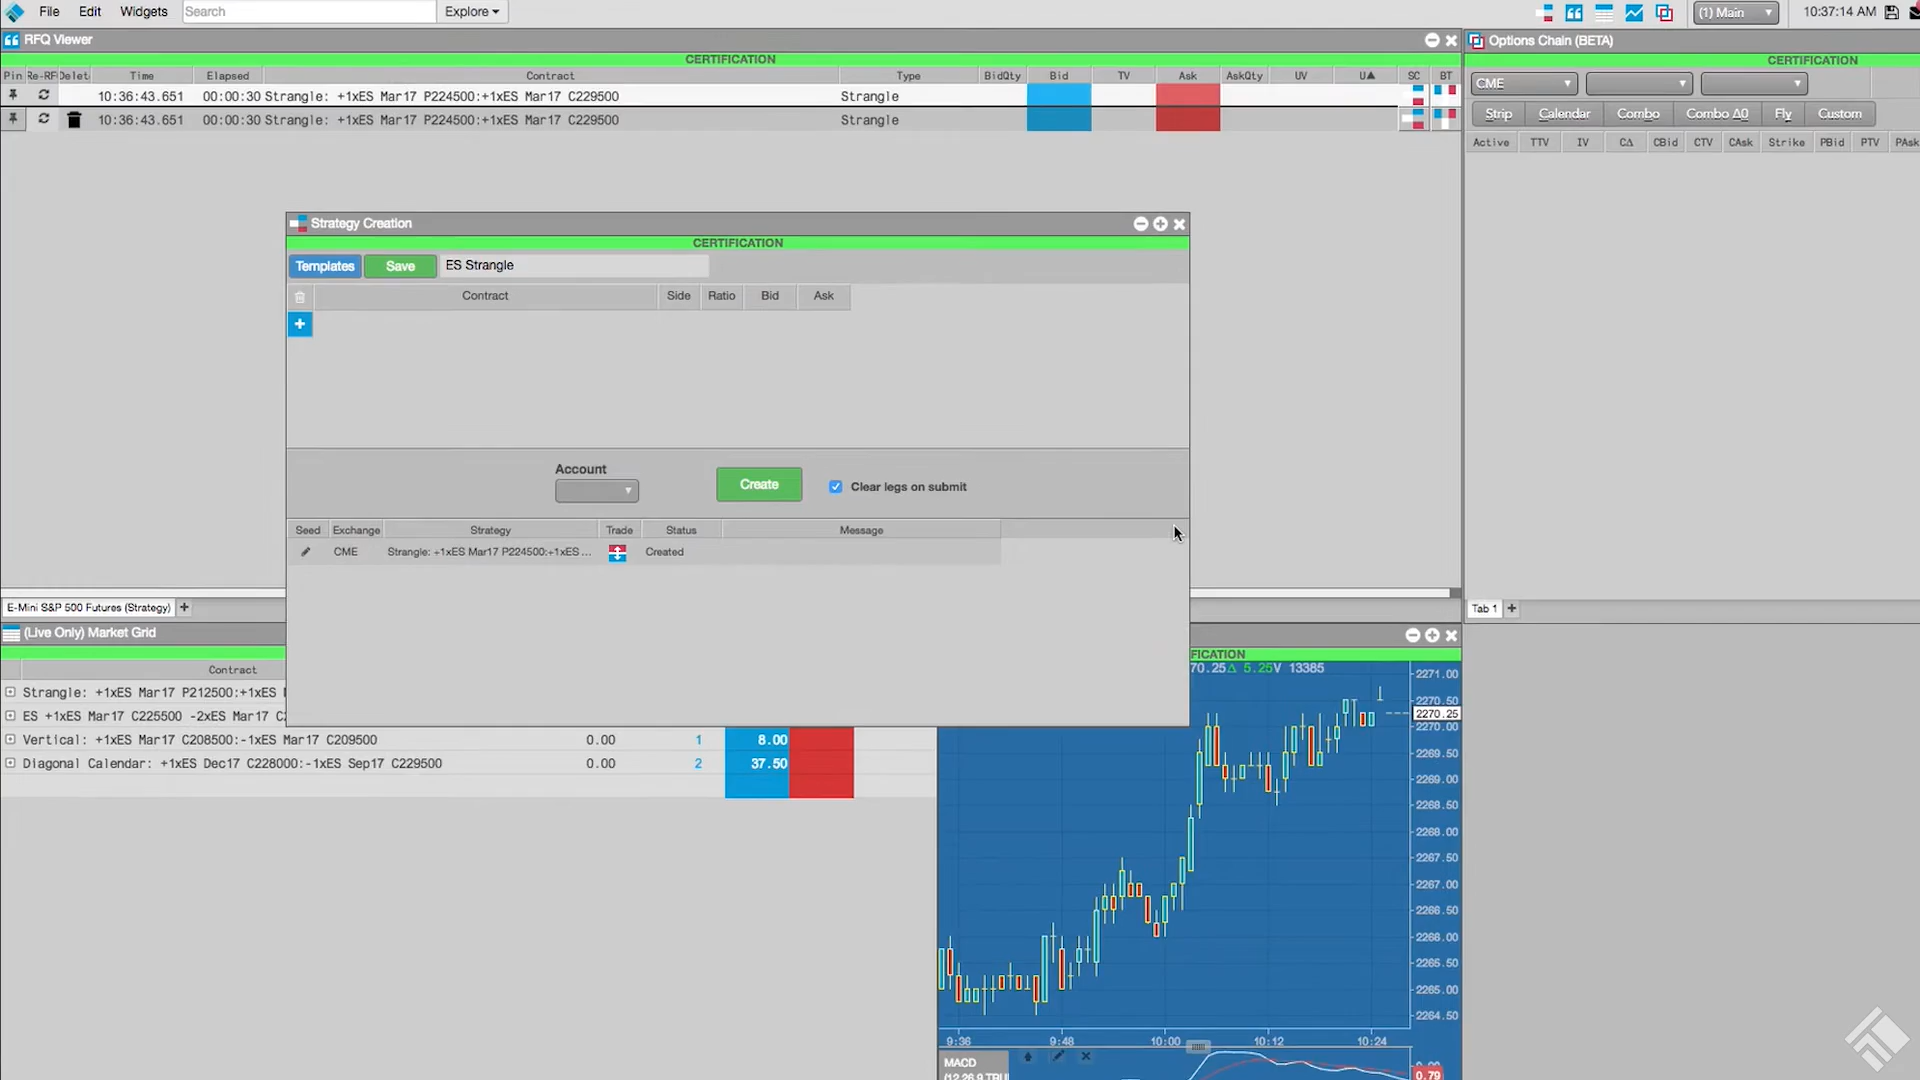 File Edit Widgets Search Explore (1) Main 10:37:14 AM
RFQ Viewer
CERTIFICATION
Pin Re-RF Delet Time Elapsed Contract Type BidQty Bid TV Ask AskQty UV U▲ SC BT
10:36:43.651 00:00:30 Strangle: +1xES Mar17 P224500:+1xES Mar17 C229500 Strangle
10:36:43.651 00:00:30 Strangle: +1xES Mar17 P224500:+1xES Mar17 C229500 Strangle
Options Chain (BETA)
CERTIFICATION
CME
Strip Calendar Combo Combo Δ0 Fly Custom
Active TTV IV CΔ CBid CTV CAsk Strike PBid PTV PAsk
Strategy Creation
CERTIFICATION
Templates Save ES Strangle
Contract Side Ratio Bid Ask
+
Account
Create Clear legs on submit
Seed Exchange Strategy Trade Status Message
CME Strangle: +1xES Mar17 P224500:+1xES ... Created
E-Mini S&P 500 Futures (Strategy) +
Tab 1 +
(Live Only) Market Grid
Contract
Strangle: +1xES Mar17 P212500:+1xES
ES +1xES Mar17 C225500 -2xES Mar17
Vertical: +1xES Mar17 C208500:-1xES Mar17 C209500 0.00 1 8.00
Diagonal Calendar: +1xES Dec17 C228000:-1xES Sep17 C229500 0.00 2 37.50
FICATION
70.25Δ 5.25V 13385
2271.00
2270.50
2270.25
2270.00
2269.50
2269.00
2268.50
2268.00
2267.50
2267.00
2266.50
2266.00
2265.50
2265.00
2264.50
9:36 9:48 10:00 10:12 10:24
MACD
0.79